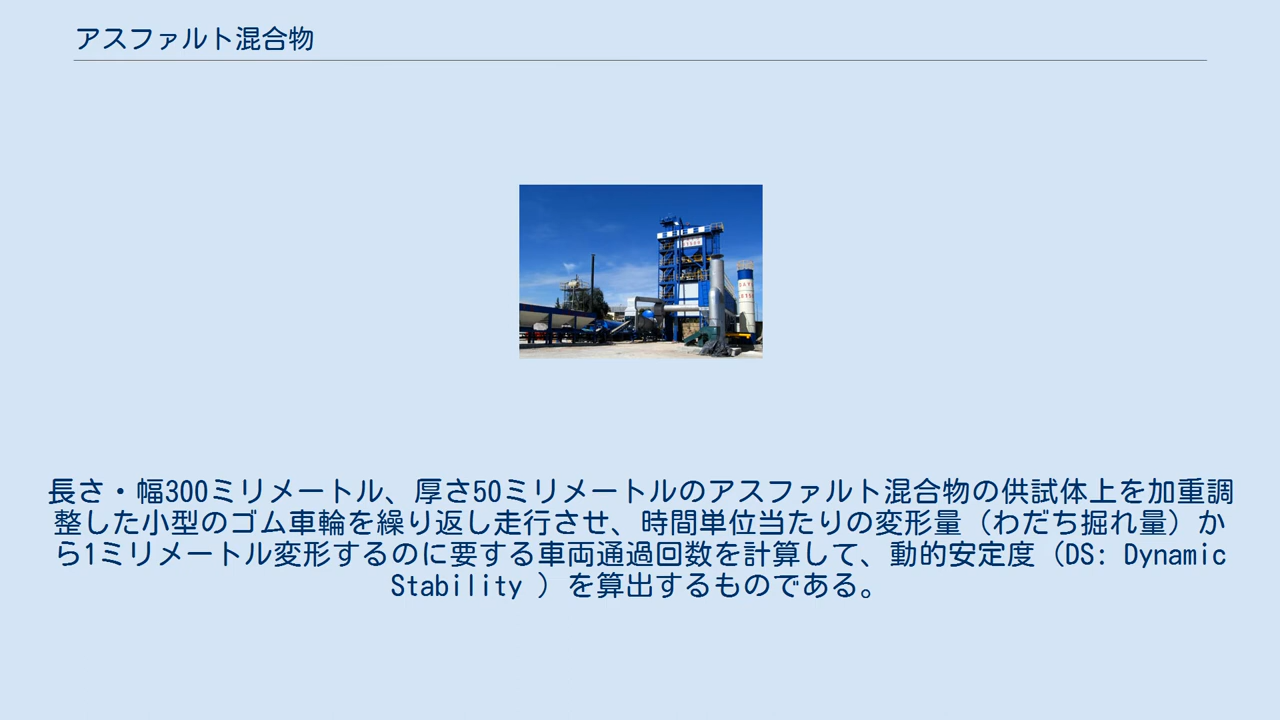 アスファルト混合物
長さ・幅300ミリメートル、厚さ50ミリメートルのアスファルト混合物の供試体上を加重調
整した小型のゴム車輪を繰り返し走行させ、時間単位当たりの変形量（わだち掘れ量）か
ら1ミリメートル変形するのに要する車両通過回数を計算して、動的安定度（DS: Dynamic
Stability ）を算出するものである。